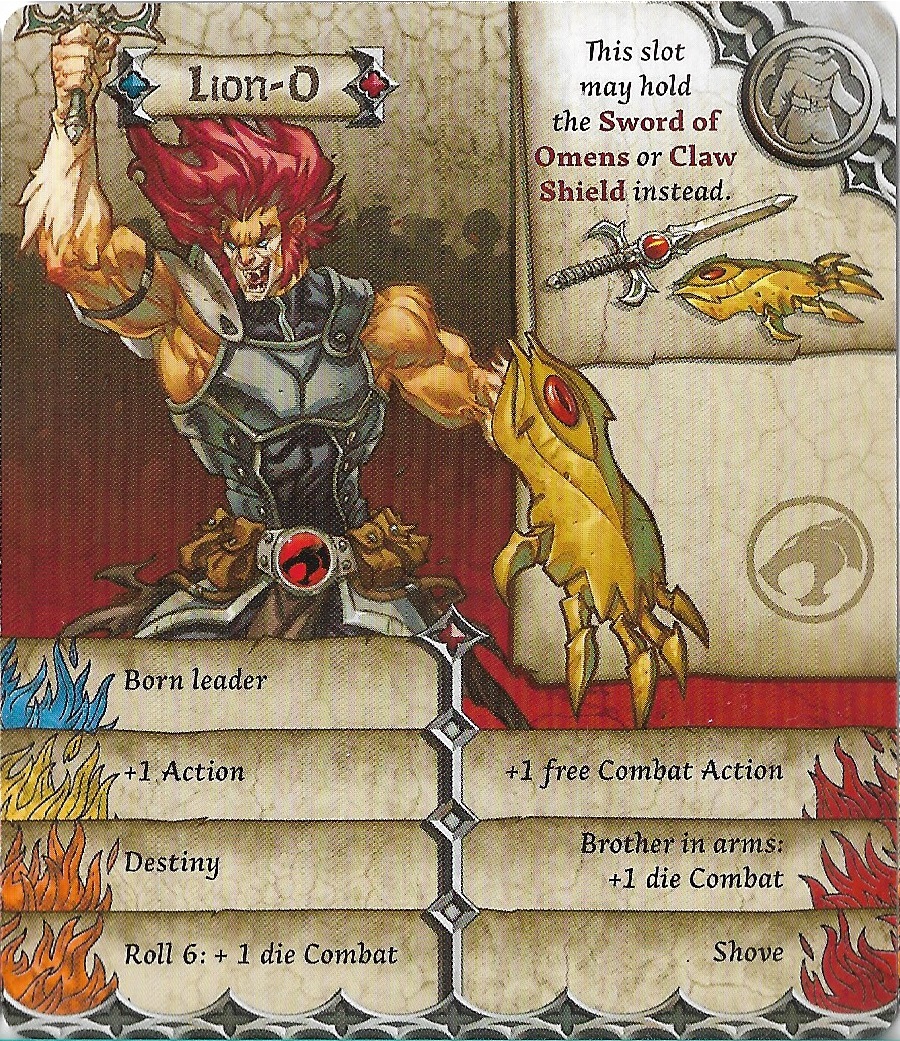 Lion-O
This slot
may hold
the Sword of
Omens or Claw
Shield instead.
Born leader
+1 Action
Destiny
Roll 6: + 1 die Combat
+1 free Combat Action
Brother in arms:
+1 die Combat
Shove